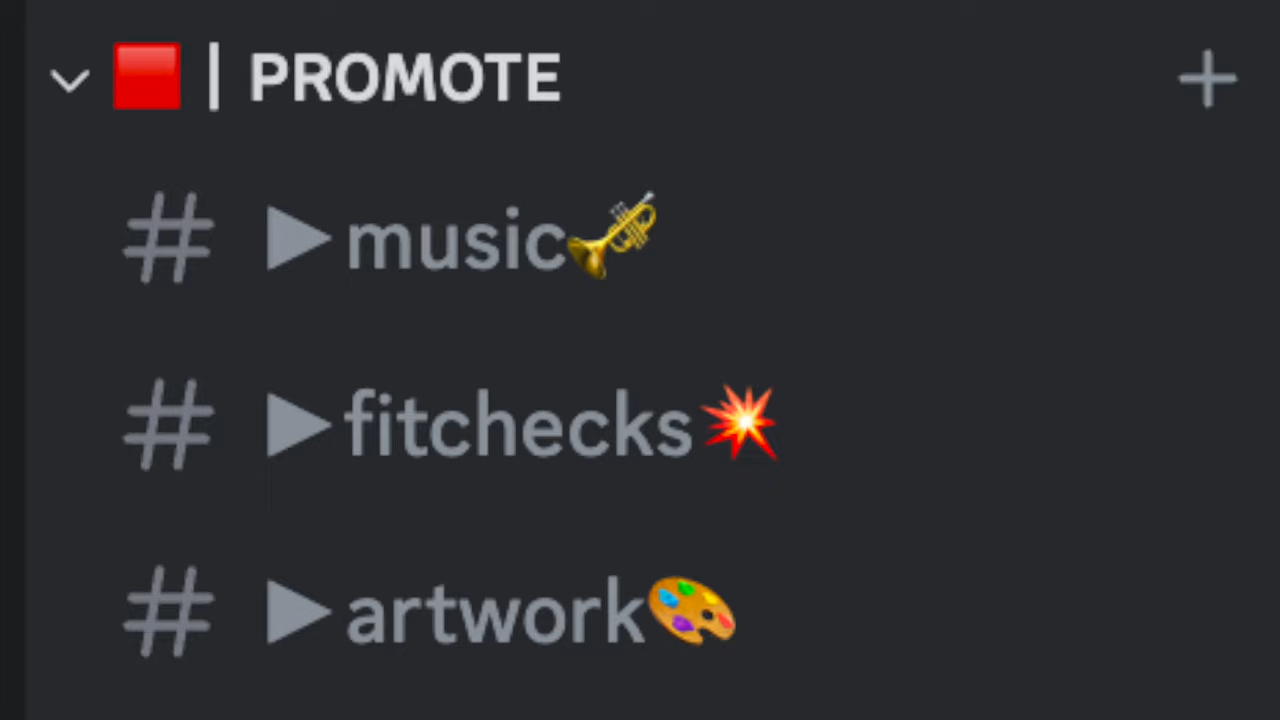 🟥 | PROMOTE
# ▶music🎺
# ▶fitchecks💥
# ▶artwork🎨